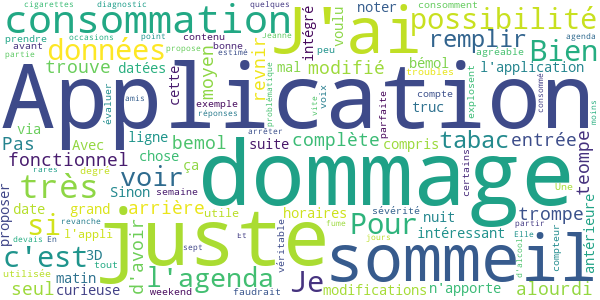 cigarettes diagnostic quelques
consommation J'ai voulu noter consomment possibilité agenda
prendre occasions point Jeanne agréable
avant contenu propose bonne intégré
données estimé peu bémol remplir Bien
partie trouve datées cette moyen revnir mal modifié troubles l'application
Application
évaluer amis exemple réponses problématique vite voix compte truc explosent consommé moins
via ligne bemol suite complète parfaite compris tabac entrée
Pas Avec
fonctionnel chose ça voir dommage certains teompe
très Sinon semaine arrêter
degré Une
proposer date grand arrière utile si juste horaires Pour sévérité nuit trompe partir antérieure
rares revanche l'appli Et véritable intéressant Elle compteur
devais En 3D d'avoir fume d'alcool
c'est sommeil
utilisée matin tout l'agenda sept Je jours n'apporte
seul curieuse weekend faudrait modifications alourdi